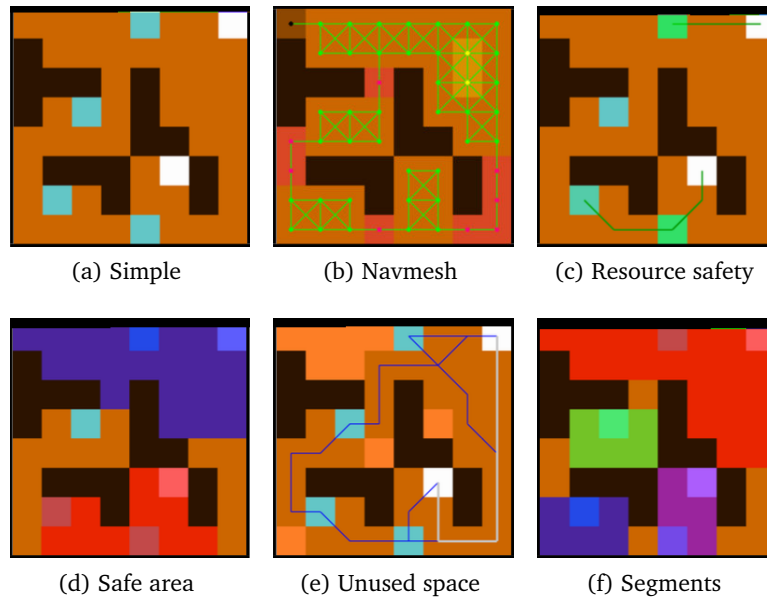 (a) Simple
(b) Navmesh
(c) Resource safety
(d) Safe area
(e) Unused space
(f) Segments